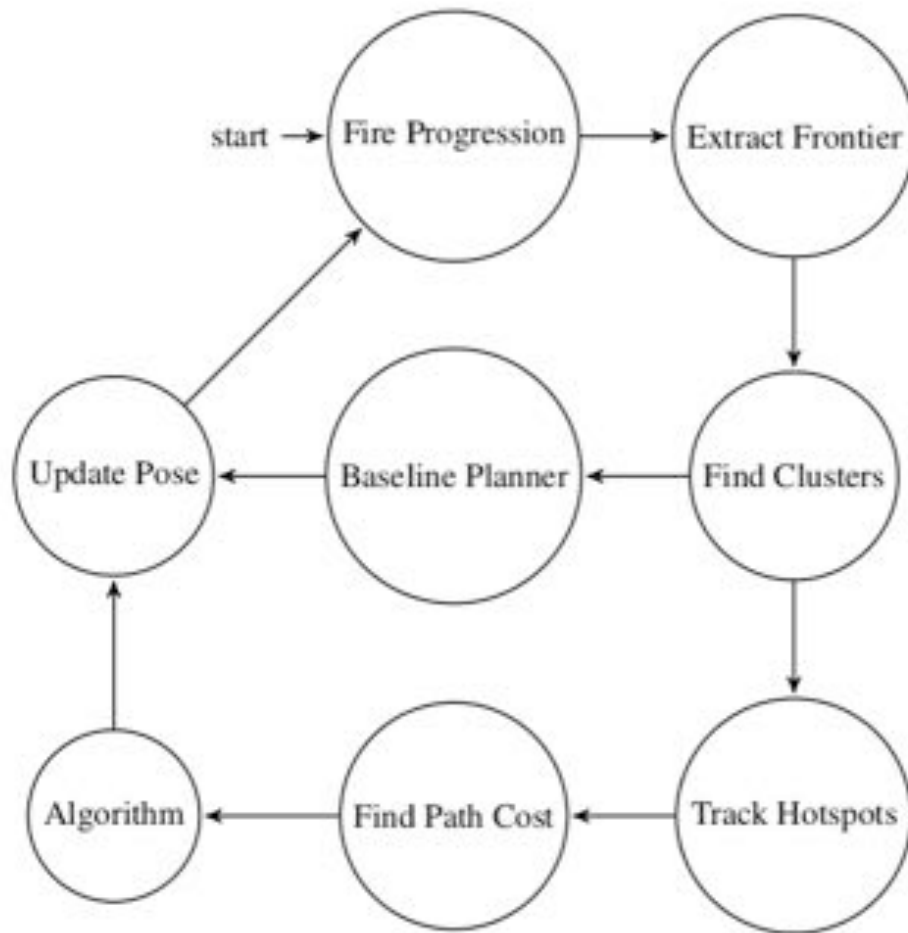 start
Fire Progression
Extract Frontier
Update Pose
Baseline Planner
Find Clusters
Algorithm
Find Path Cost
Track Hotspots